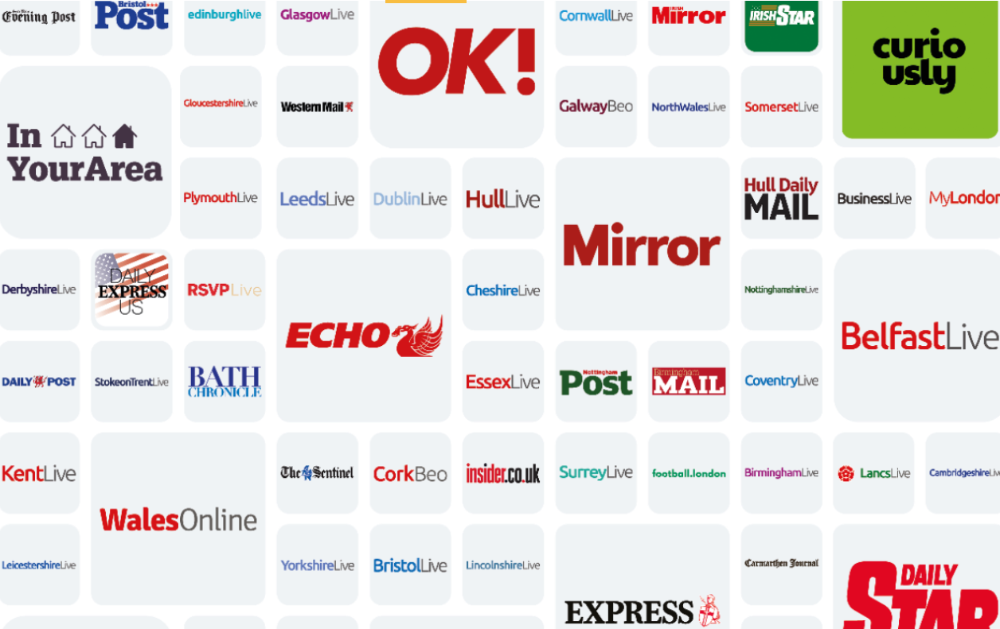 Evening Post
Bristol
Post
edinburghlive
GlasgowLive
OK!
CornwallLive
IRISH
Mirror
IRISH STAR
curio
usly
GloucestershireLive
Western Mail
GalwayBeo
NorthWalesLive
SomersetLive
In
YourArea
PlymouthLive
LeedsLive
DublinLive
HullLive
Mirror
Hull Daily
MAIL
BusinessLive
MyLondon
DerbyshireLive
DAILY
EXPRESS
US
RSVP Live
ECHO
CheshireLive
NottinghamshireLive
BelfastLive
DAILY POST
StokeonTrentLive
BATH
CHRONICLE
EssexLive
Nottingham
Post
Birmingham
MAIL
CoventryLive
KentLive
WalesOnline
The Sentinel
CorkBeo
insider.co.uk
SurreyLive
football.london
BirminghamLive
LancsLive
CambridgeshireLiv
LeicestershireLive
YorkshireLive
BristolLive
LincolnshireLive
EXPRESS
Carmarthen Journal
DAILY
STAR